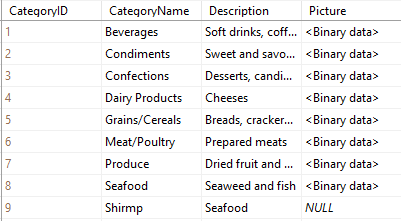 CategoryID CategoryName Description Picture
1 Beverages Soft drinks, coff... <Binary data>
2 Condiments Sweet and savo... <Binary data>
3 Confections Desserts, candi... <Binary data>
4 Dairy Products Cheeses <Binary data>
5 Grains/Cereals Breads, cracker... <Binary data>
6 Meat/Poultry Prepared meats <Binary data>
7 Produce Dried fruit and ... <Binary data>
8 Seafood Seaweed and fish <Binary data>
9 Shirmp Seafood NULL